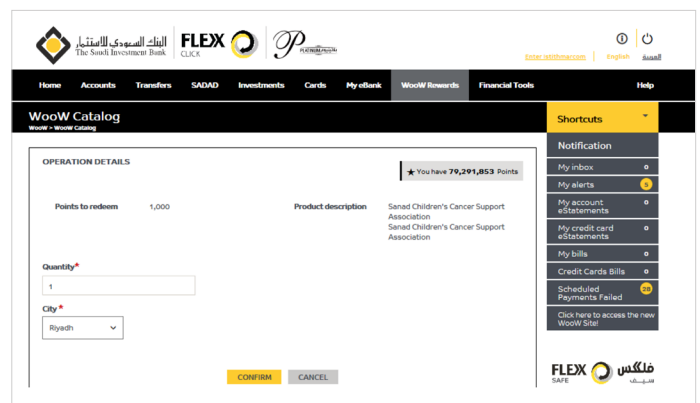 البنك السعودي للاستثمار
The Saudi Investment Bank
FLEXX
CLICK
P
PLATINUM
Enter istithmar.com
English
العربية
Home Accounts Transfers SADAD Investments Cards My eBank WooW Rewards Financial Tools Help
WooW Catalog
WooW > WooW Catalog
Shortcuts
OPERATION DETAILS
★ You have 79,291,853 Points
Points to redeem 1,000
Product description Sanad Children's Cancer Support
Association
Sanad Children's Cancer Support
Association
Quantity*
1
City *
Riyadh
CONFIRM CANCEL
Notification
My inbox 0
My alerts 5
My account 0
eStatements
My credit card 0
eStatements
My bills 0
Credit Cards Bills 0
Scheduled 28
Payments Failed
Click here to access the new
WooW Site!
FLEXX فلكس
SAFE سيف